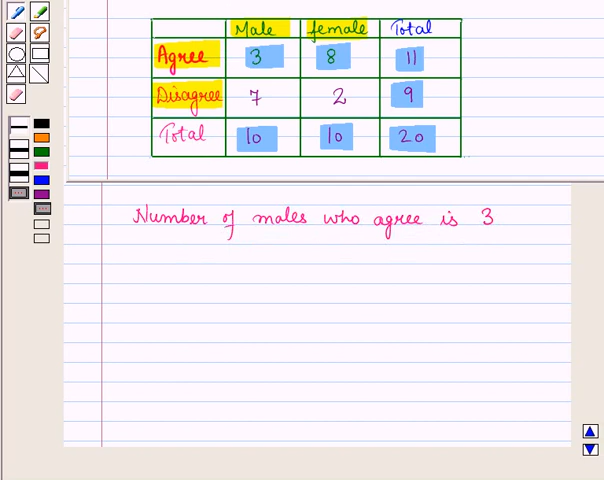 Male female Total
Agree 3 8 11
Disagree 7 2 9
Total 10 10 20
Number of males who agree is 3